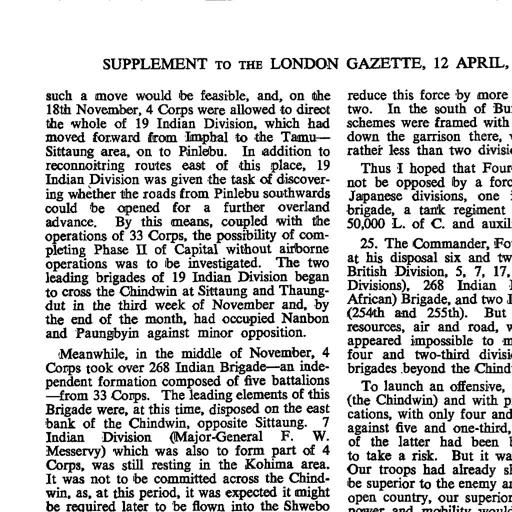 SUPPLEMENT TO THE LONDON GAZETTE, 12 APRIL,
such a move would be feasible, and, on the
18th November, 4 Corps were allowed to direct
the whole of 19 Indian Division, which had
moved forward from Imphal to the Tamu—
Sittaung area, on to Pinlebu. In addition to
reconnoitring routes east of this place, 19
Indian Division was given the task of discover-
ing whether the roads from Pinlebu southwards
could be opened for a further overland
advance. By this means, coupled with the
operations of 33 Corps, the possibility of com-
pleting Phase II of Capital without airborne
operations was to be investigated. The two
leading brigades of 19 Indian Division began
to cross the Chindwin at Sittaung and Thaung-
dut in the third week of November and, by
the end of the month, had occupied Nanbon
and Paungbyin against minor opposition.
Meanwhile, in the middle of November, 4
Corps took over 268 Indian Brigade—an inde-
pendent formation composed of five battalions
—from 33 Corps. The leading elements of this
Brigade were, at this time, disposed on the east
bank of the Chindwin, opposite Sittaung. 7
Indian Division (Major-General F. W.
Messervy) which was also to form part of 4
Corps, was still resting in the Kohima area.
It was not to be committed across the Chind-
win, as, at this period, it was expected it might
be required later to be flown into the Shwebo
reduce this force by more
two. In the south of Bu
schemes were framed with
down the garrison there,
rather less than two divisi
Thus I hoped that Four
not be opposed by a forc
Japanese divisions, one
brigade, a tank regiment
50,000 L. of C. and auxili
25. The Commander, Fo
at his disposal six and tw
British Division, 5, 7, 17,
Divisions), 268 Indian
African) Brigade, and two
(254th and 255th). But
resources, air and road, w
appeared impossible to m
four and two-third divisi
brigades beyond the Chind
To launch an offensive,
(the Chindwin) and with p
cations, with only four and
against five and one-third,
of the latter had been
to take a risk. But it wa
Our troops had already s
be superior to the enemy a
open country, our superior
power and mobility would